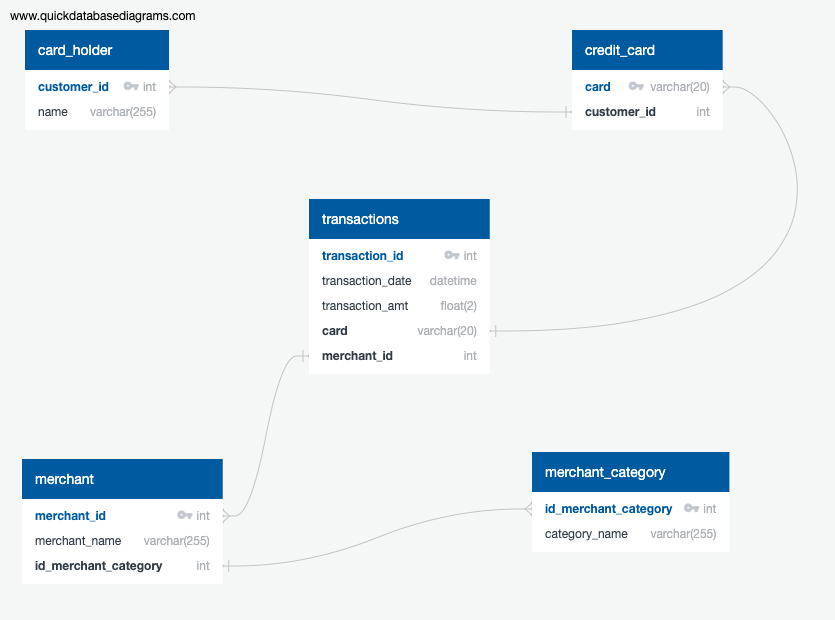 www.quickdatabasediagrams.com
card_holder
customer_id int
name varchar(255)
credit_card
card varchar(20)
customer_id int
transactions
transaction_id int
transaction_date datetime
transaction_amt float(2)
card varchar(20)
merchant_id int
merchant
merchant_id int
merchant_name varchar(255)
id_merchant_category int
merchant_category
id_merchant_category int
category_name varchar(255)